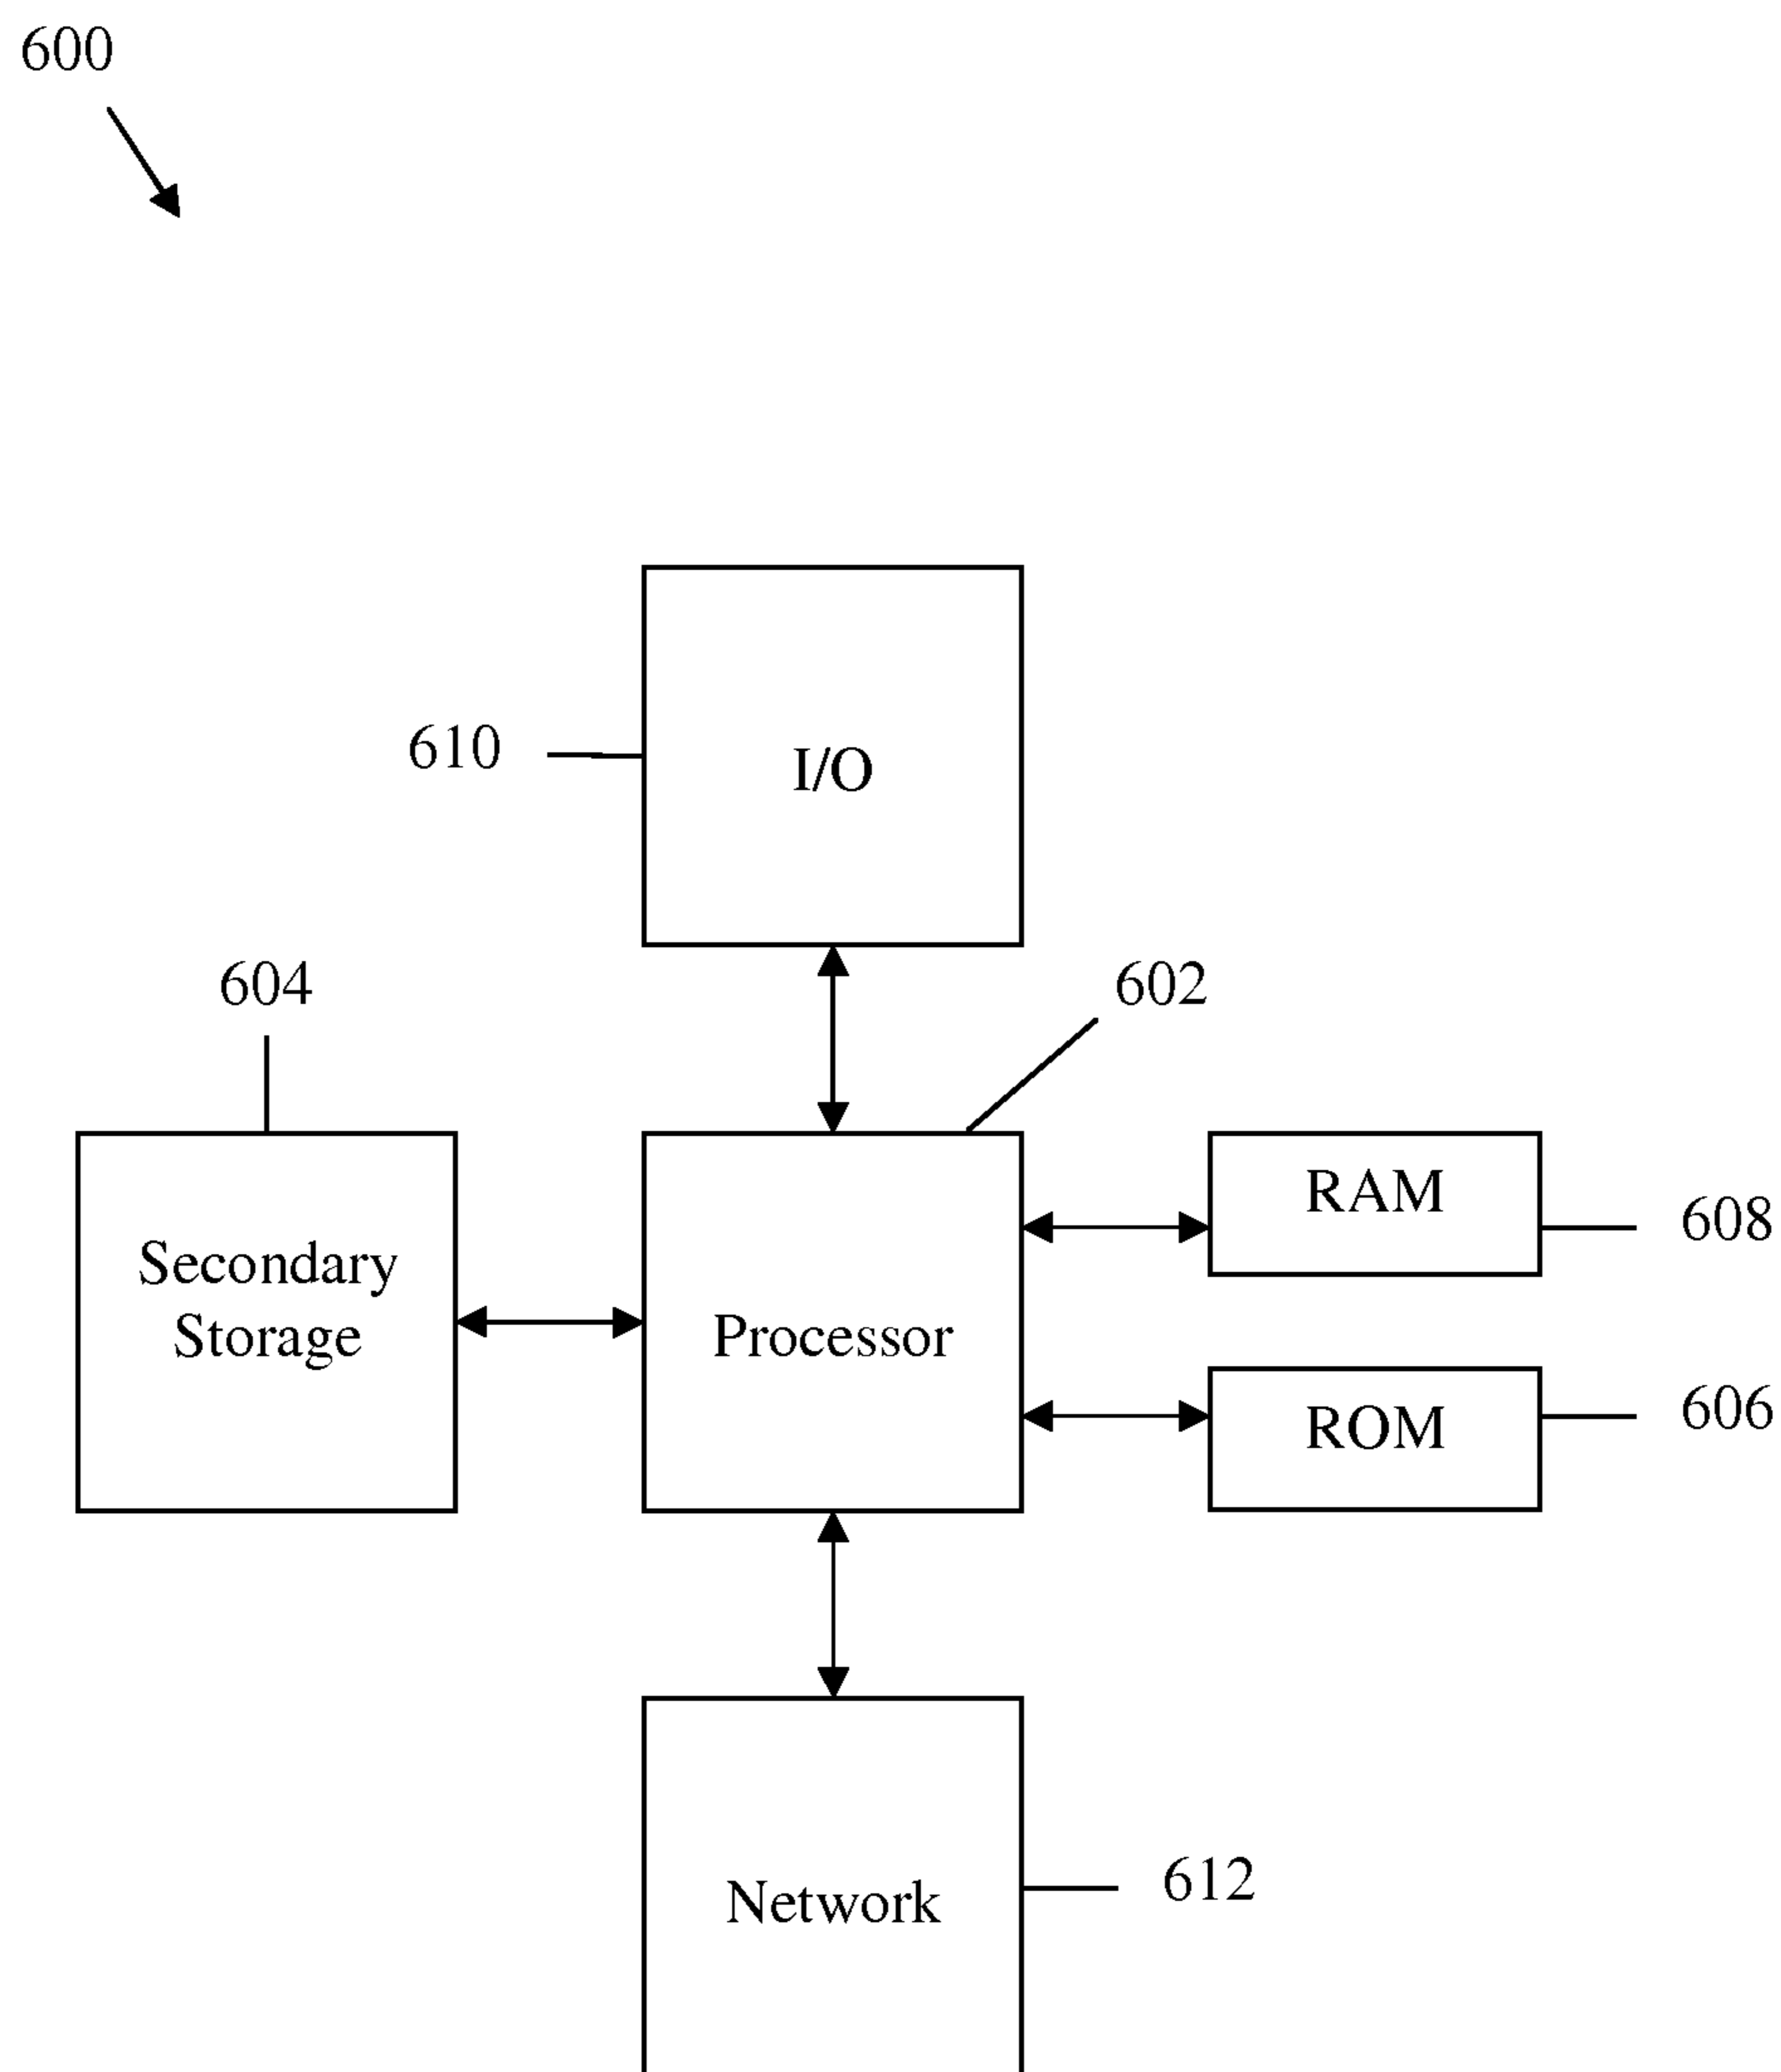 600
610
I/O
604
602
Secondary
Storage
Processor
RAM
608
ROM
606
Network
612